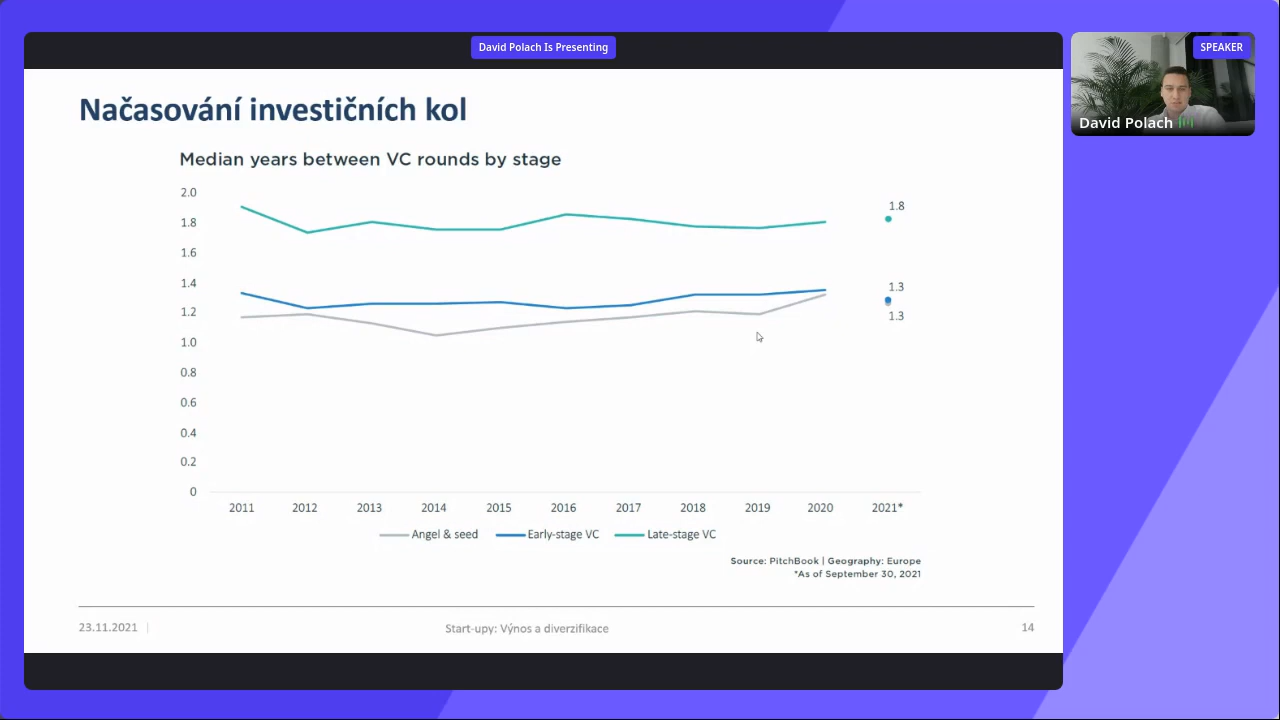 David Polach Is Presenting
SPEAKER
David Polach
Načasování investičních kol
Median years between VC rounds by stage
2.0
1.8
1.6
1.4
1.2
1.0
0.8
0.6
0.4
0.2
0
1.8
1.3
1.3
2011 2012 2013 2014 2015 2016 2017 2018 2019 2020 2021*
Angel & seed Early-stage VC Late-stage VC
Source: PitchBook | Geography: Europe
*As of September 30, 2021
23.11.2021 | Start-upy: Výnos a diverzifikace 14